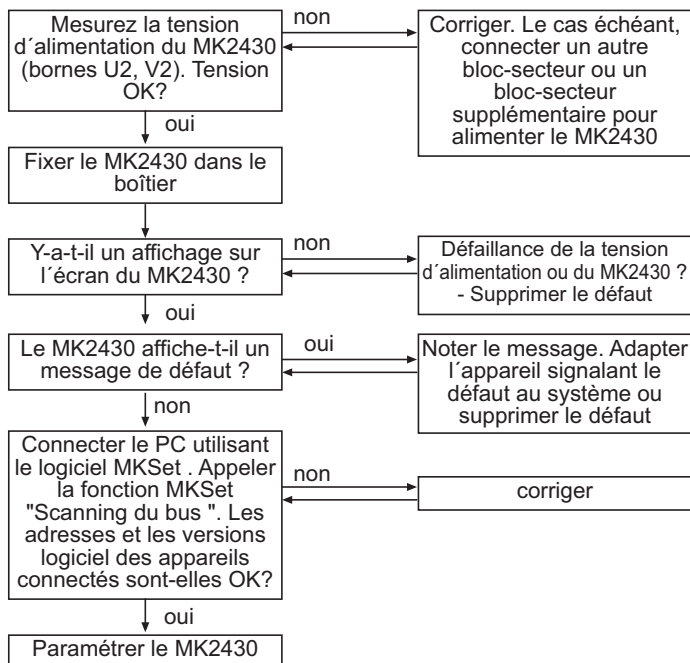 Mesurez la tension
d´alimentation du MK2430
(bornes U2, V2). Tension
OK?
non
Corriger. Le cas échéant,
connecter un autre
bloc-secteur ou un
bloc-secteur
supplémentaire pour
alimenter le MK2430
oui
Fixer le MK2430 dans le
boîtier
Y-a-t-il un affichage sur
l´écran du MK2430 ?
non
Défaillance de la tension
d´alimentation ou du MK2430 ?
- Supprimer le défaut
oui
Le MK2430 affiche-t-il un
message de défaut ?
oui
Noter le message. Adapter
l´appareil signalant le
défaut au système ou
supprimer le défaut
non
Connecter le PC utilisant
le logiciel MKSet . Appeler
la fonction MKSet
"Scanning du bus ". Les
adresses et les versions
logiciel des appareils
connectés sont-elles OK?
non
corriger
oui
Paramétrer le MK2430